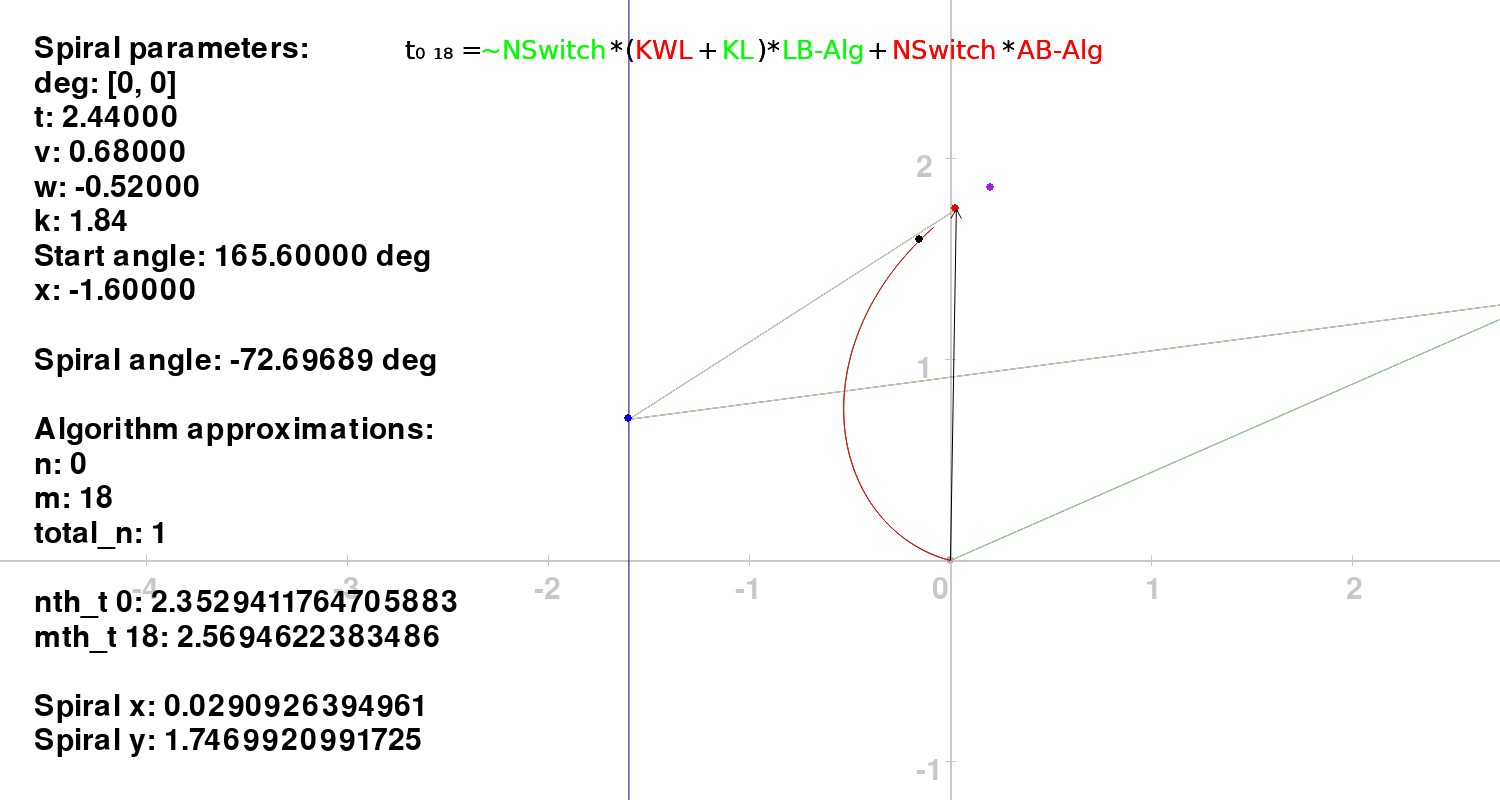 Spiral parameters:
t₀ ₁₈ =~NSwitch*(KWL+KL)*LB-Alg+NSwitch*AB-Alg
deg: [0, 0]
t: 2.44000
v: 0.68000
w: -0.52000
k: 1.84
Start angle: 165.60000 deg
x: -1.60000
Spiral angle: -72.69689 deg
Algorithm approximations:
n: 0
m: 18
total_n: 1
nth_t 0: 2.3529411764705883
mth_t 18: 2.5694622383486
Spiral x: 0.0290926394961
Spiral y: 1.7469920991725
2
1
-4 -3 -2 -1 0 1 2
-1